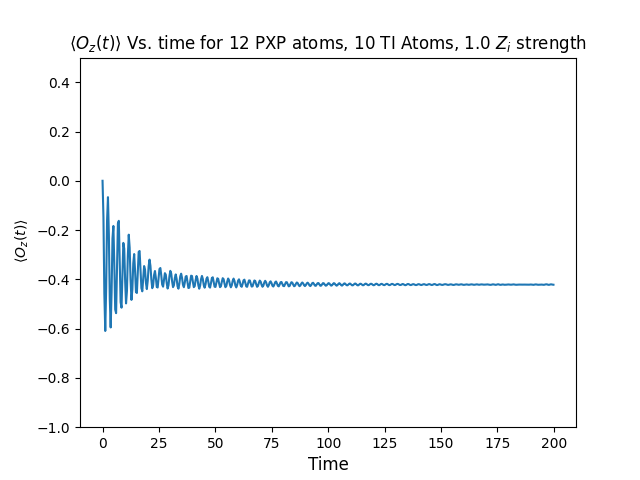 ⟨O_z(t)⟩ Vs. time for 12 PXP atoms, 10 TI Atoms, 1.0 Z_i strength
0.4
0.2
0.0
−0.2
−0.4
−0.6
−0.8
−1.0
⟨O_z(t)⟩
0 25 50 75 100 125 150 175 200
Time